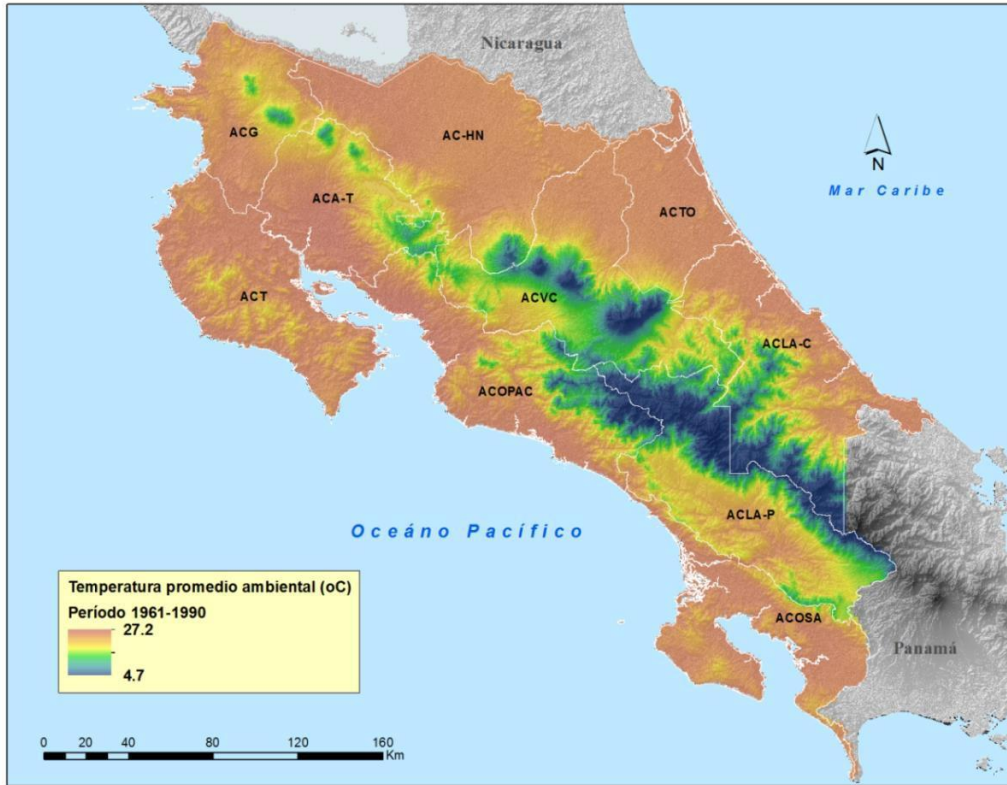 Nicaragua
ACG
AC-HN
N
Mar Caribe
ACA-T
ACTO
ACT
ACVC
ACLA-C
ACOPAC
ACLA-P
Oceáno Pacífico
Temperatura promedio ambiental (oC)
Período 1961-1990
27.2
4.7
ACOSA
Panamá
0 20 40 80 120 160
Km